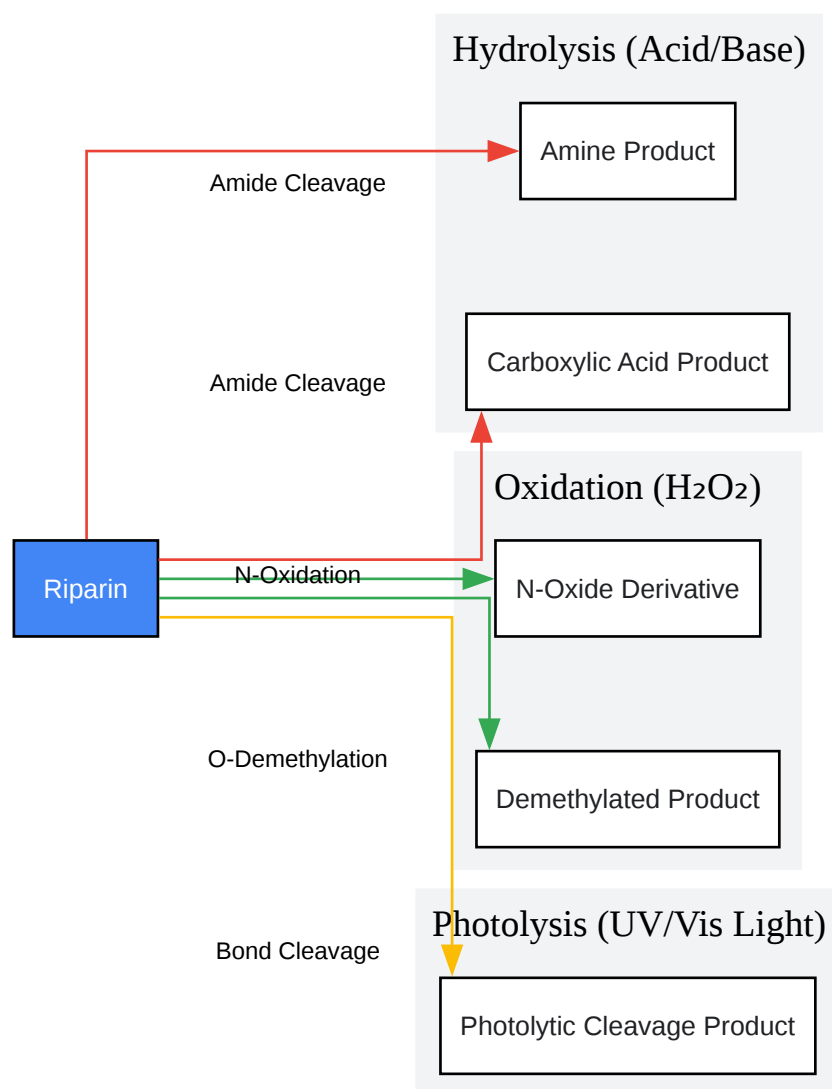 Hydrolysis (Acid/Base)
Amine Product
Amide Cleavage
Carboxylic Acid Product
Amide Cleavage
Oxidation (H₂O₂)
Riparin
N-Oxidation
N-Oxide Derivative
O-Demethylation
Demethylated Product
Photolysis (UV/Vis Light)
Bond Cleavage
Photolytic Cleavage Product